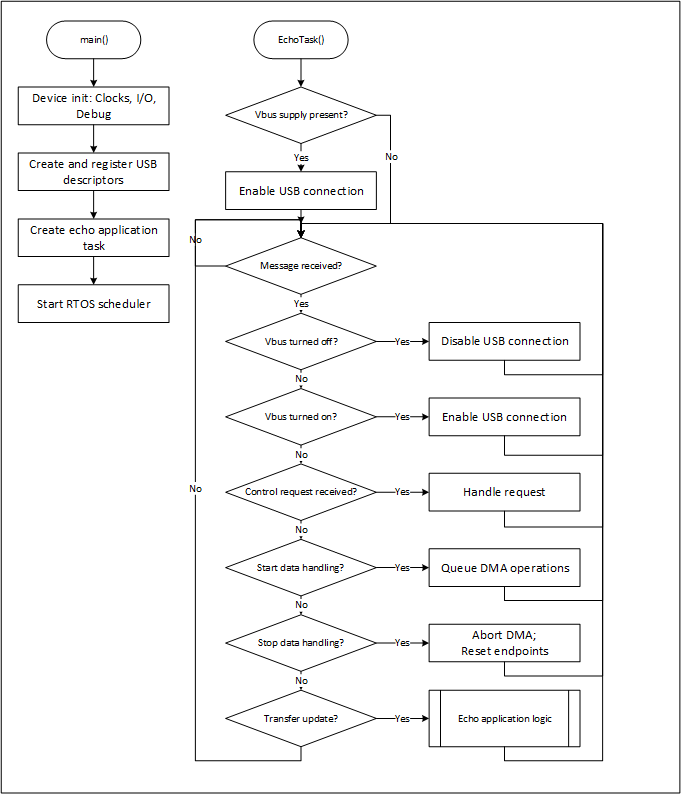 main()
Device init: Clocks, I/O,
Debug
Create and register USB
descriptors
Create echo application
task
Start RTOS scheduler
EchoTask()
Vbus supply present?
Yes
No
Enable USB connection
No
Message received?
Yes
Vbus turned off?
Yes
Disable USB connection
No
Vbus turned on?
Yes
Enable USB connection
No
No
Control request received?
Yes
Handle request
No
Start data handling?
Yes
Queue DMA operations
No
Stop data handling?
Yes
Abort DMA;
Reset endpoints
No
Transfer update?
Yes
Echo application logic